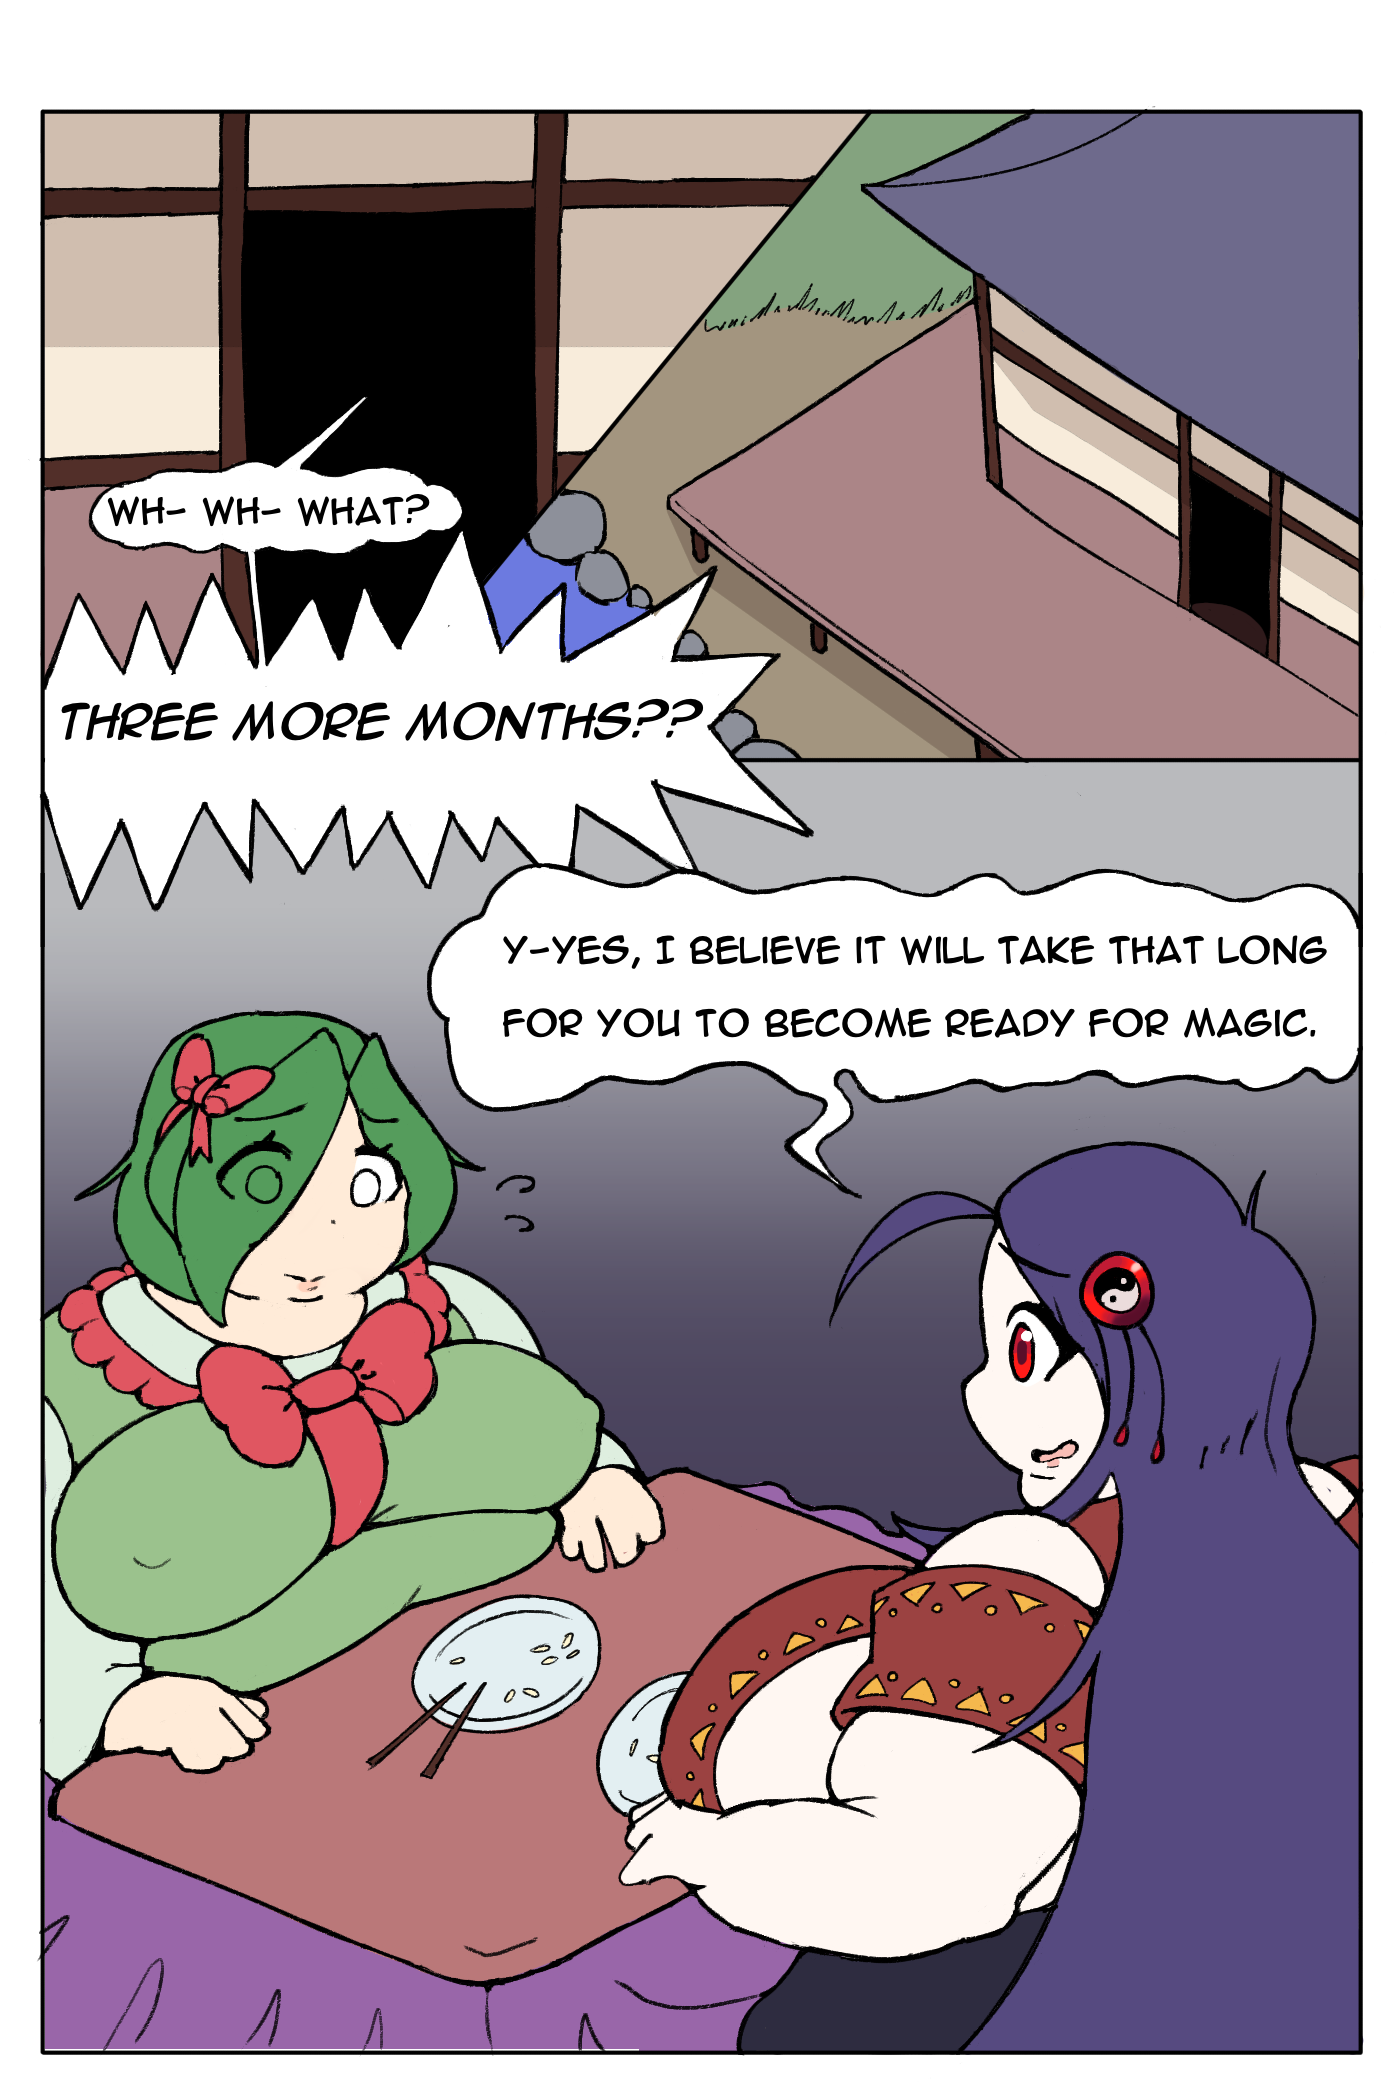 WH- WH- WHAT?
THREE MORE MONTHS??
Y-YES, I BELIEVE IT WILL TAKE THAT LONG
FOR YOU TO BECOME READY FOR MAGIC.